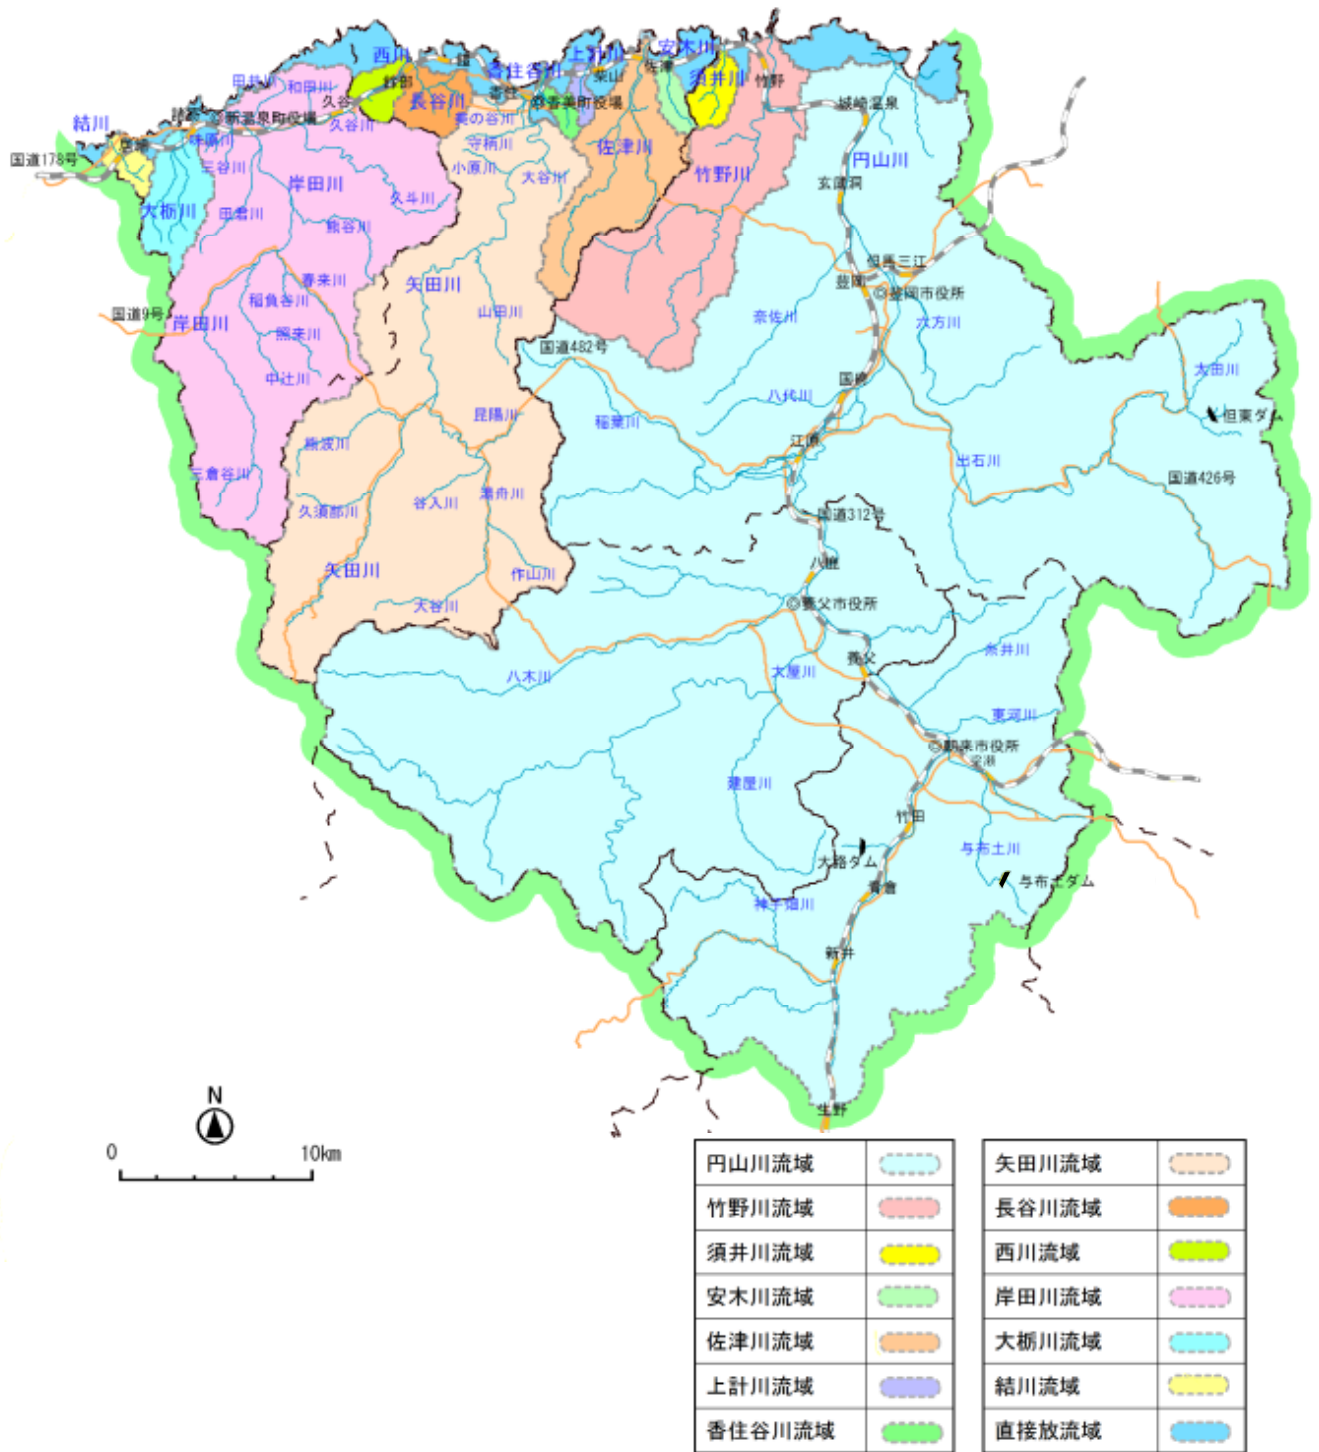 西川
鎧
香住谷川
上計川
安木川
田井川
和田川
久谷
餘部
長谷川
香住
柴山
佐津
須井川
竹野
城崎温泉
結川
諸寄
新温泉町役場
久谷川
美の谷川
香美町役場
居組
味原川
守柄川
佐津川
円山川
国道178号
三谷川
小原川
大谷川
竹野川
玄武洞
岸田川
久斗川
大栃川
田君川
熊谷川
但馬三江
豊岡
◎豊岡市役所
春来川
矢田川
稲負谷川
山田川
奈佐川
六方川
国道9号
岸田川
照来川
国道482号
国府
太田川
中辻川
八代川
但東ダム
昆陽川
稲葉川
熊波川
江原
出石川
三倉谷川
国道426号
谷入川
湯舟川
久須部川
国道312号
矢田川
作山川
八鹿
大谷川
◎養父市役所
八木川
大屋川
養父
糸井川
東河川
◎朝来市役所
梁瀬
建屋川
竹田
大路ダム
与布土川
青倉
与布土ダム
神子畑川
新井
生野
N
0
10km
円山川流域
矢田川流域
竹野川流域
長谷川流域
須井川流域
西川流域
安木川流域
岸田川流域
佐津川流域
大栃川流域
上計川流域
結川流域
香住谷川流域
直接放流域